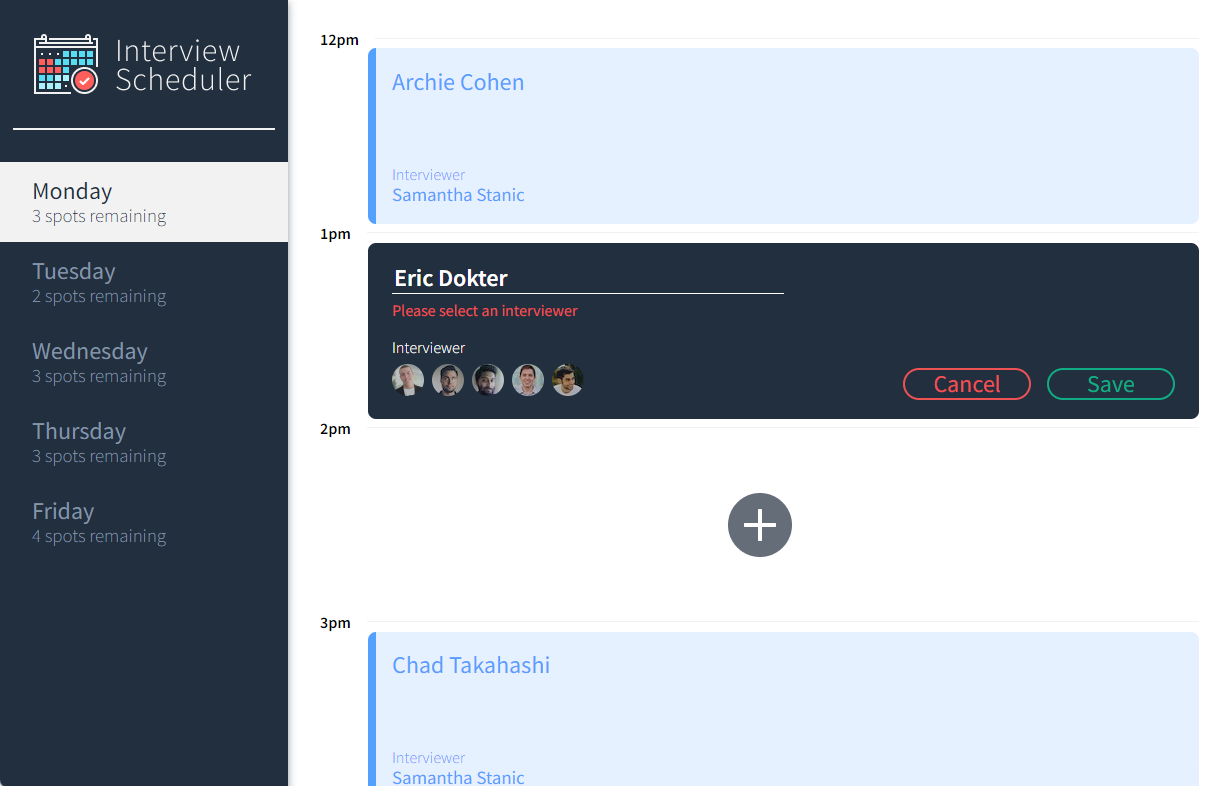 Interview
Scheduler
Monday
3 spots remaining
Tuesday
2 spots remaining
Wednesday
3 spots remaining
Thursday
3 spots remaining
Friday
4 spots remaining
12pm
Archie Cohen
Interviewer
Samantha Stanic
1pm
Eric Dokter
Please select an interviewer
Interviewer
Cancel
Save
2pm
3pm
Chad Takahashi
Interviewer
Samantha Stanic